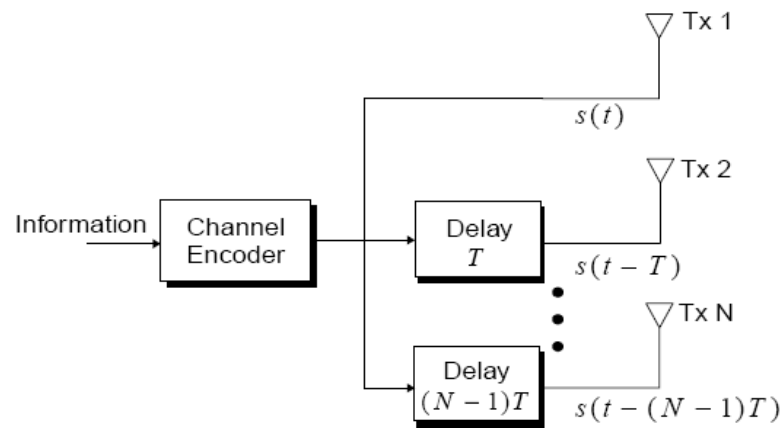 Tx 1
s(t)
Tx 2
Information
Channel
Encoder
Delay
T
s(t − T)
Tx N
Delay
(N − 1)T
s(t − (N − 1)T)